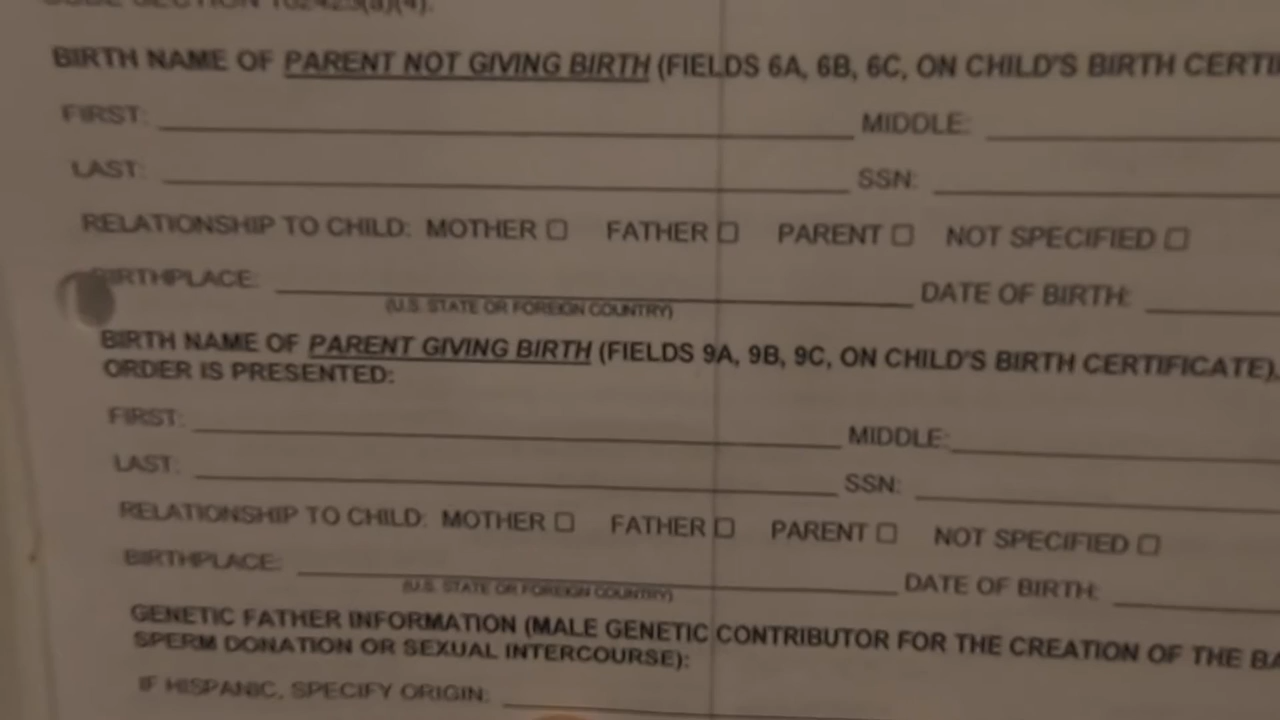 CODE SECTION 102425(a)(4).
BIRTH NAME OF PARENT NOT GIVING BIRTH (FIELDS 6A, 6B, 6C, ON CHILD'S BIRTH
FIRST: MIDDLE:
LAST: SSN:
RELATIONSHIP TO CHILD: MOTHER ☐ FATHER ☐ PARENT ☐ NOT SPECIFIED ☐
BIRTHPLACE: DATE OF BIRTH:
(U.S. STATE OR FOREIGN COUNTRY)
BIRTH NAME OF PARENT GIVING BIRTH (FIELDS 9A, 9B, 9C, ON CHILD'S BIRTH CERTIFICATE).
ORDER IS PRESENTED:
FIRST: MIDDLE:
LAST: SSN:
RELATIONSHIP TO CHILD: MOTHER ☐ FATHER ☐ PARENT ☐ NOT SPECIFIED ☐
BIRTHPLACE: DATE OF BIRTH:
(U.S. STATE OR FOREIGN COUNTRY)
GENETIC FATHER INFORMATION (MALE GENETIC CONTRIBUTOR FOR THE CREATION OF THE
SPERM DONATION OR SEXUAL INTERCOURSE):
IF HISPANIC, SPECIFY ORIGIN: